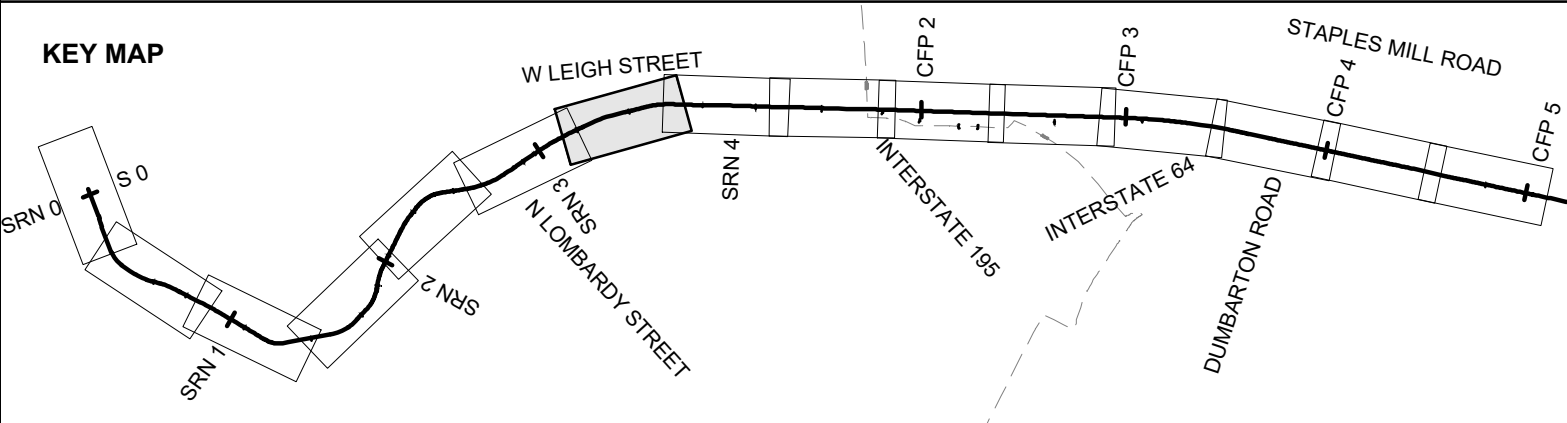 KEY MAP
S 0
SRN 0
SRN 1
SRN 2
SRN 3
N LOMBARDY STREET
W LEIGH STREET
SRN 4
INTERSTATE 195
CFP 2
INTERSTATE 64
CFP 3
DUMBARTON ROAD
STAPLES MILL ROAD
CFP 4
CFP 5